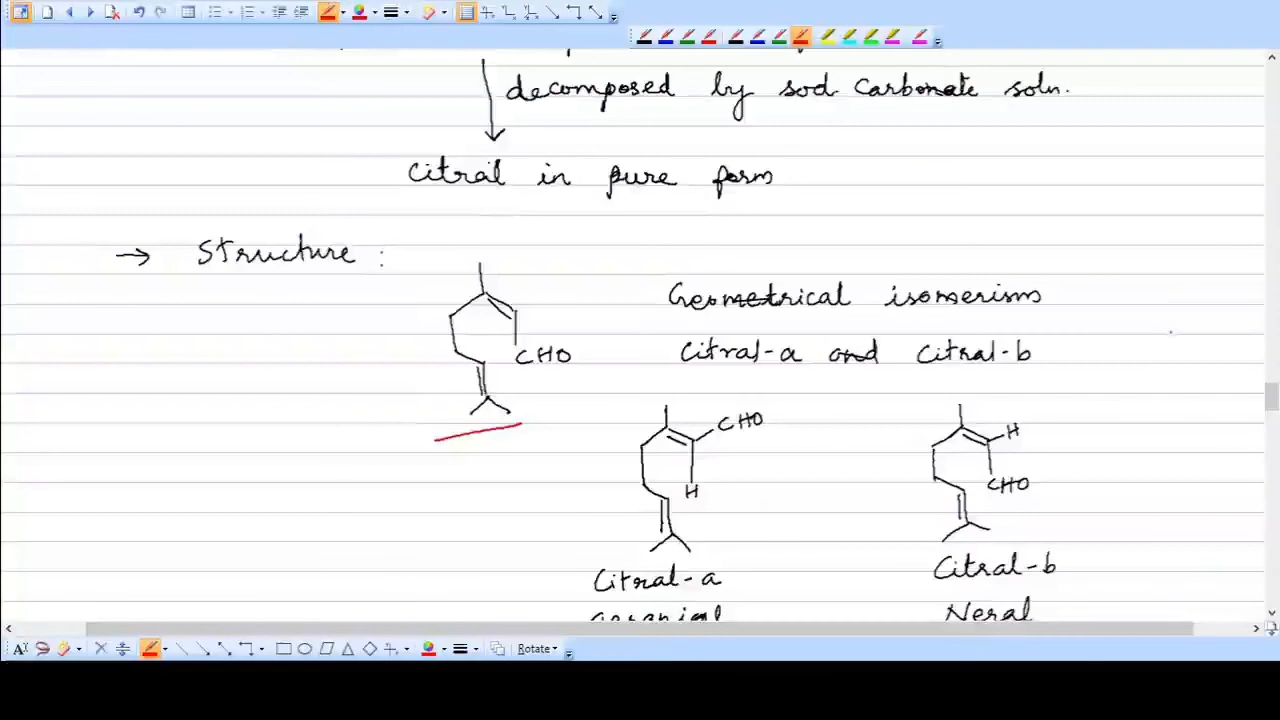 decomposed by sod. Carbonate soln.
Citral in pure form
→ Structure :
CHO
Geometrical isomerism
Citral-a and Citral-b
CHO
H
H
CHO
Citral-a
Citral-b
Neral
Rotate